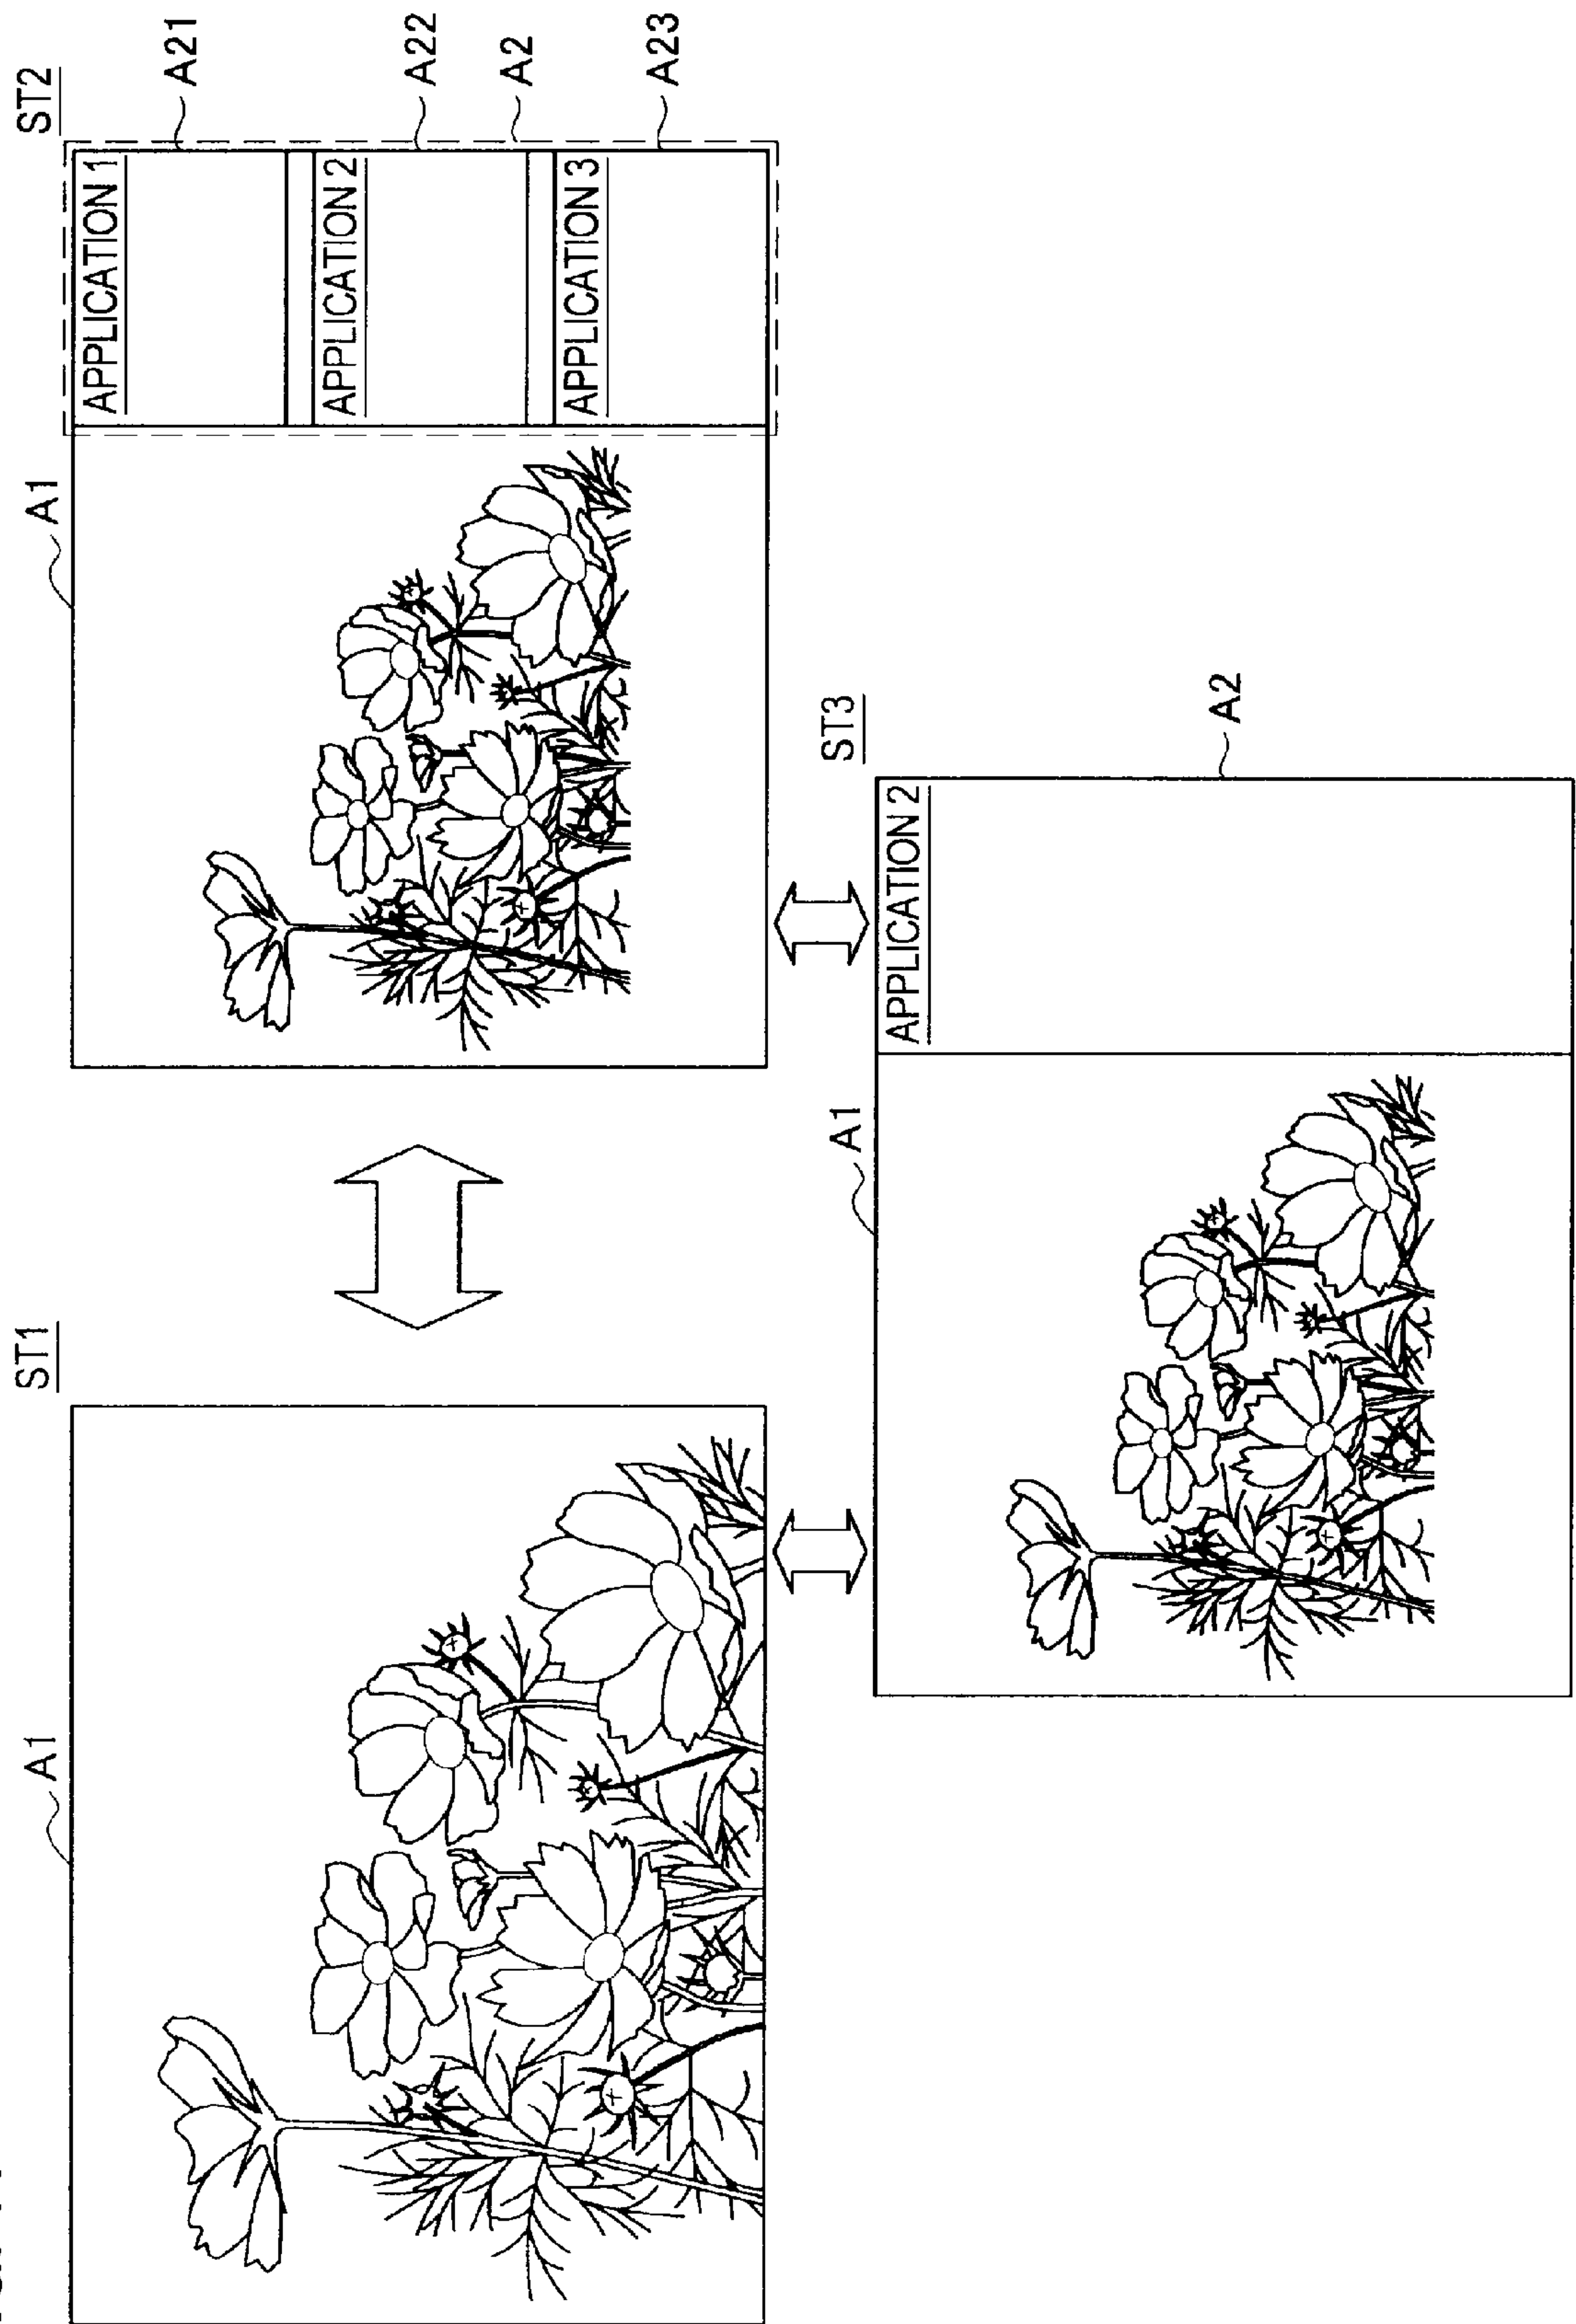 ST1
A1
ST2
A1
APPLICATION 1
A21
APPLICATION 2
A22
A2
APPLICATION 3
A23
ST3
A1
APPLICATION 2
A2